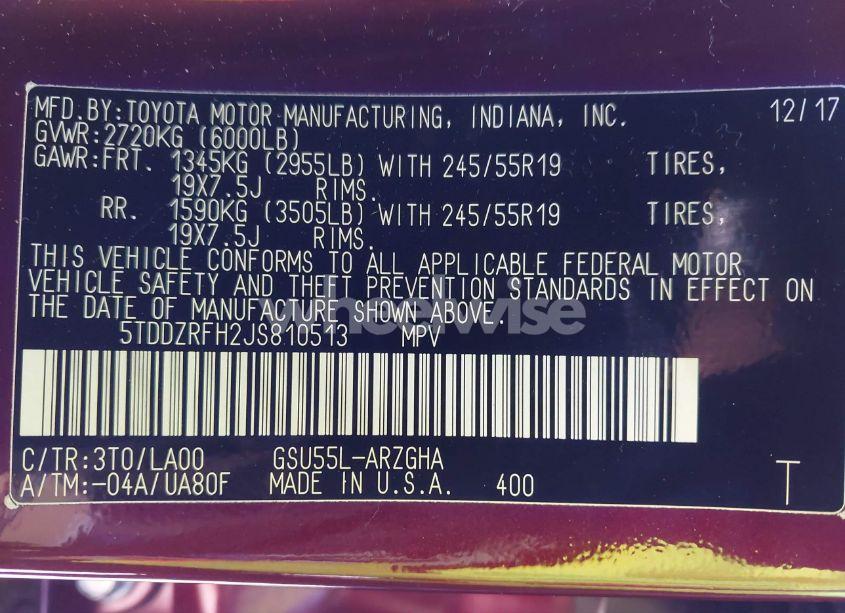 MFD.BY:TOYOTA MOTOR MANUFACTURING, INDIANA, INC. 12/17
GVWR:2720KG (6000LB)
GAWR:FRT. 1345KG (2955LB) WITH 245/55R19 TIRES,
19X7.5J RIMS.
RR. 1590KG (3505LB) WITH 245/55R19 TIRES,
19X7.5J RIMS.
THIS VEHICLE CONFORMS TO ALL APPLICABLE FEDERAL MOTOR
VEHICLE SAFETY AND THEFT PREVENTION STANDARDS IN EFFECT ON
THE DATE OF MANUFACTURE SHOWN ABOVE.
wheelwise
5TDDZRFH2JS810513 MPV
C/TR:3T0/LA00 GSU55L-ARZGHA
A/TM:-04A/UA80F MADE IN U.S.A. 400 T